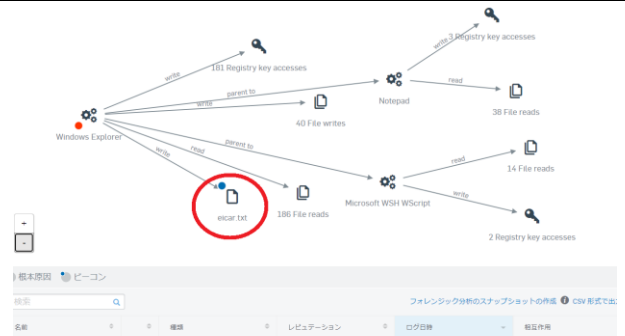 write
3 Registry key accesses
write
181 Registry key accesses
parent to
write
Notepad
read
38 File reads
40 File writes
Windows Explorer
write
read
parent to
read
14 File reads
eicar.txt
186 File reads
Microsoft WSH WScript
write
2 Registry key accesses
+
-
根本原因 ビーコン
検索 フォレンジック分析のスナップショットの作成 CSV 形式で出
名前 種類 レピュテーション ログ日時 相互作用